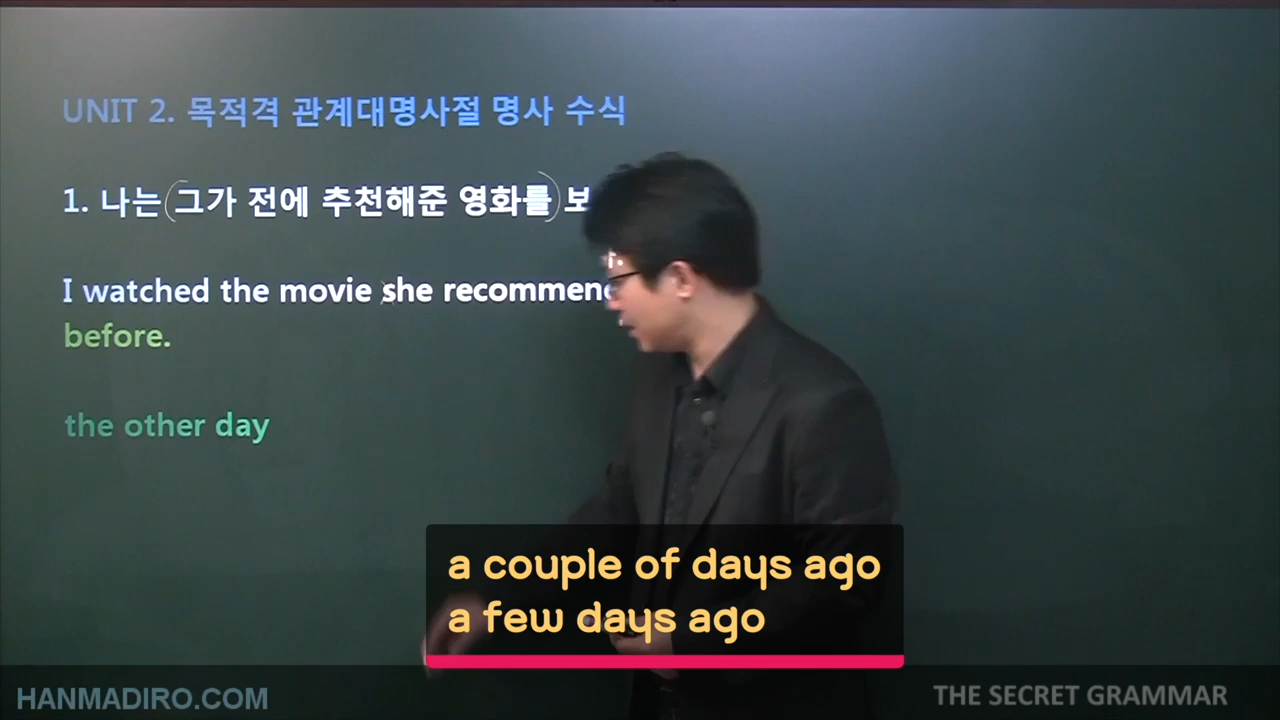 UNIT 2. 목적격 관계대명사절 명사 수식
1. 나는 (그가 전에 추천해준 영화를) 보
I watched the movie she recommen
before.
the other day
a couple of days ago
a few days ago
HANMADIRO.COM
THE SECRET GRAMMAR